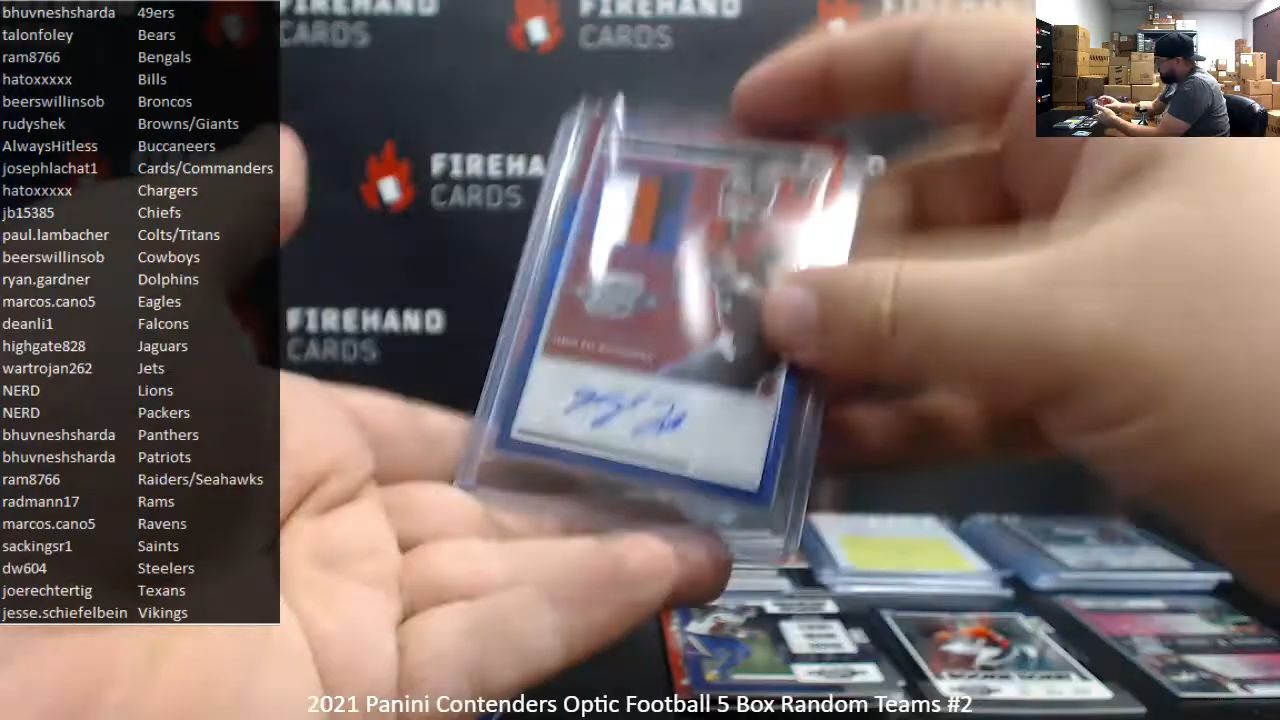 bhuvneshsharda 49ers
talonfoley Bears
ram8766 Bengals
hatoxxxxx Bills
beerswillinsob Broncos
rudyshek Browns/Giants
AlwaysHitless Buccaneers
josephlachat1 Cards/Commanders
hatoxxxxx Chargers
jb15385 Chiefs
paul.lambacher Colts/Titans
beerswillinsob Cowboys
ryan.gardner Dolphins
marcos.cano5 Eagles
deanli1 Falcons
highgate828 Jaguars
wartrojan262 Jets
NERD Lions
NERD Packers
bhuvneshsharda Panthers
bhuvneshsharda Patriots
ram8766 Raiders/Seahawks
radmann17 Rams
marcos.cano5 Ravens
sackingsr1 Saints
dw604 Steelers
joerechtertig Texans
jesse.schiefelbein Vikings
FIREHAND
CARDS
FIREHAND
CARDS
FIREHA
CARDS
FIREHAND
CARDS
2021 Panini Contenders Optic Football 5 Box Random Teams #2